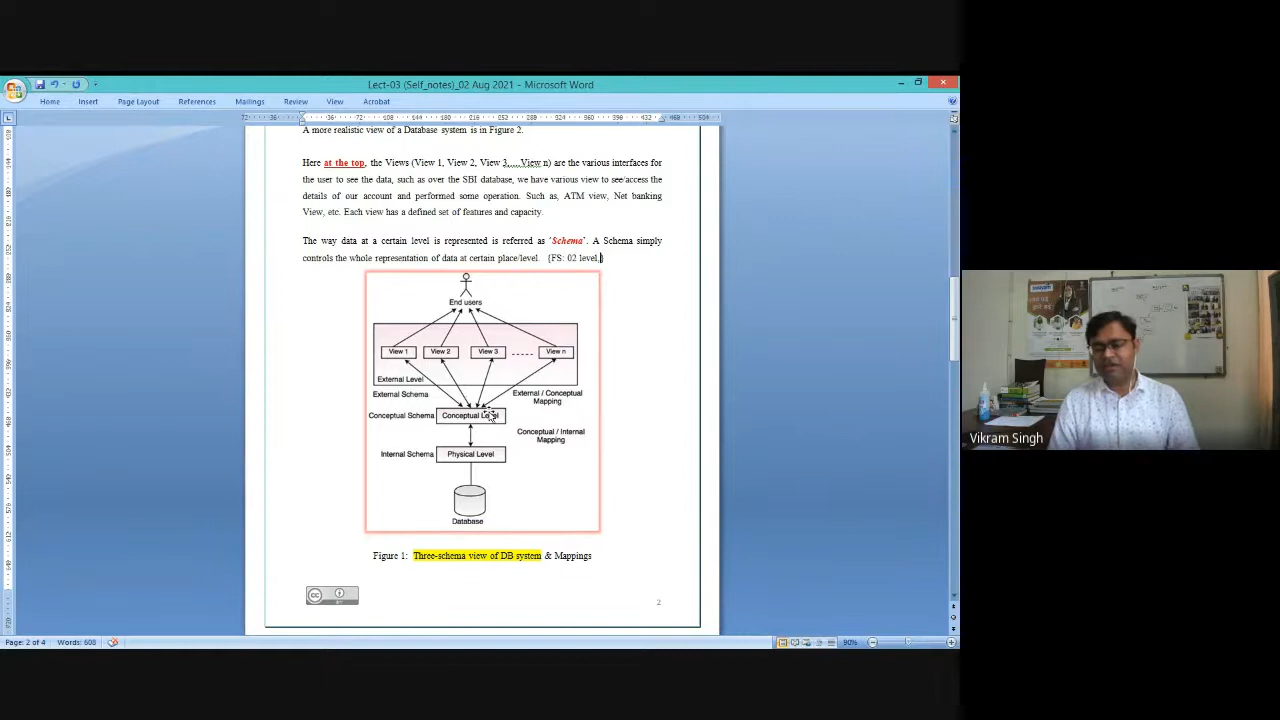 Lect-03 (Self_notes)_02 Aug 2021 - Microsoft Word
Home Insert Page Layout References Mailings Review View Acrobat
A more realistic view of a Database system is in Figure 2.
Here at the top, the Views (View 1, View 2, View 3,....View n) are the various interfaces for
the user to see the data, such as over the SBI database, we have various view to see/access the
details of our account and performed some operation. Such as, ATM view, Net banking
View, etc. Each view has a defined set of features and capacity.
The way data at a certain level is represented is referred as 'Schema'. A Schema simply
controls the whole representation of data at certain place/level. {FS: 02 level,}
End users
View 1 View 2 View 3 View n
External Level
External Schema
External / Conceptual
Mapping
Conceptual Schema Conceptual Level
Conceptual / Internal
Mapping
Internal Schema Physical Level
Database
Figure 1: Three-schema view of DB system & Mappings
2
Page: 2 of 4 Words: 608 90%
Vikram Singh